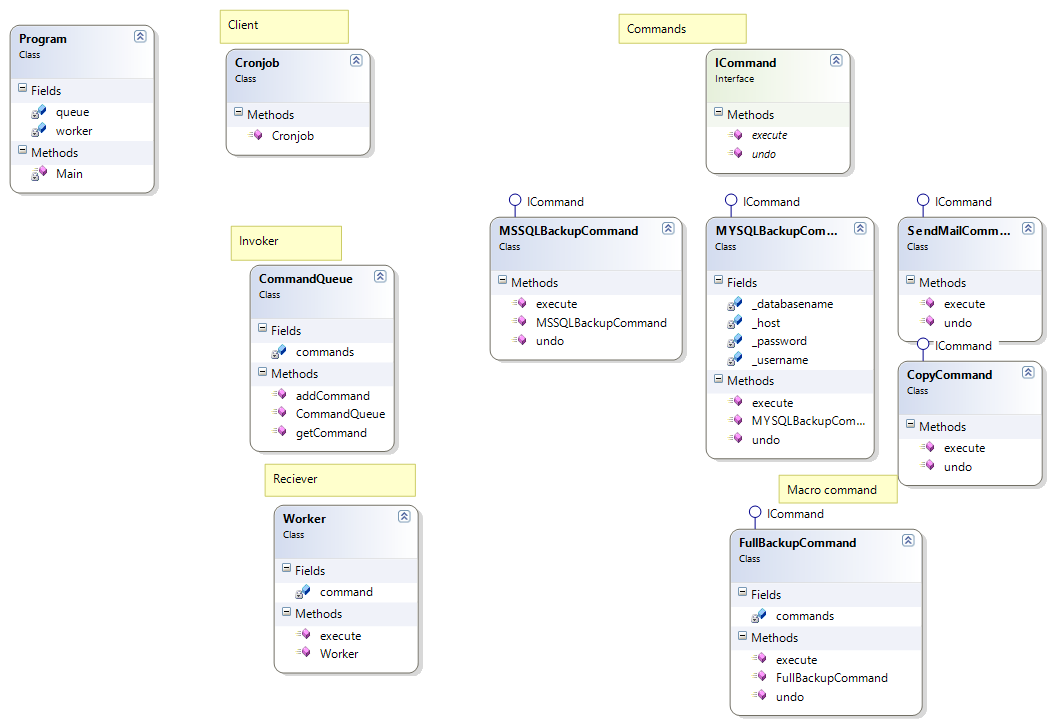 Program
Class
Fields
queue
worker
Methods
Main
Client
Cronjob
Class
Methods
Cronjob
Commands
ICommand
Interface
Methods
execute
undo
Invoker
CommandQueue
Class
Fields
commands
Methods
addCommand
CommandQueue
getCommand
Reciever
Worker
Class
Fields
command
Methods
execute
Worker
ICommand
MSSQLBackupCommand
Class
Methods
execute
MSSQLBackupCommand
undo
ICommand
MYSQLBackupCom...
Class
Fields
_databasename
_host
_password
_username
Methods
execute
MYSQLBackupCom...
undo
ICommand
SendMailComm...
Class
Methods
execute
undo
ICommand
CopyCommand
Class
Methods
execute
undo
Macro command
ICommand
FullBackupCommand
Class
Fields
commands
Methods
execute
FullBackupCommand
undo